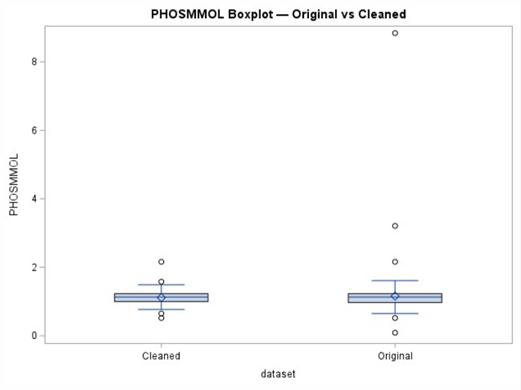 PHOSMMOL Boxplot — Original vs Cleaned
8
6
4
2
0
PHOSMMOL
Cleaned
Original
dataset